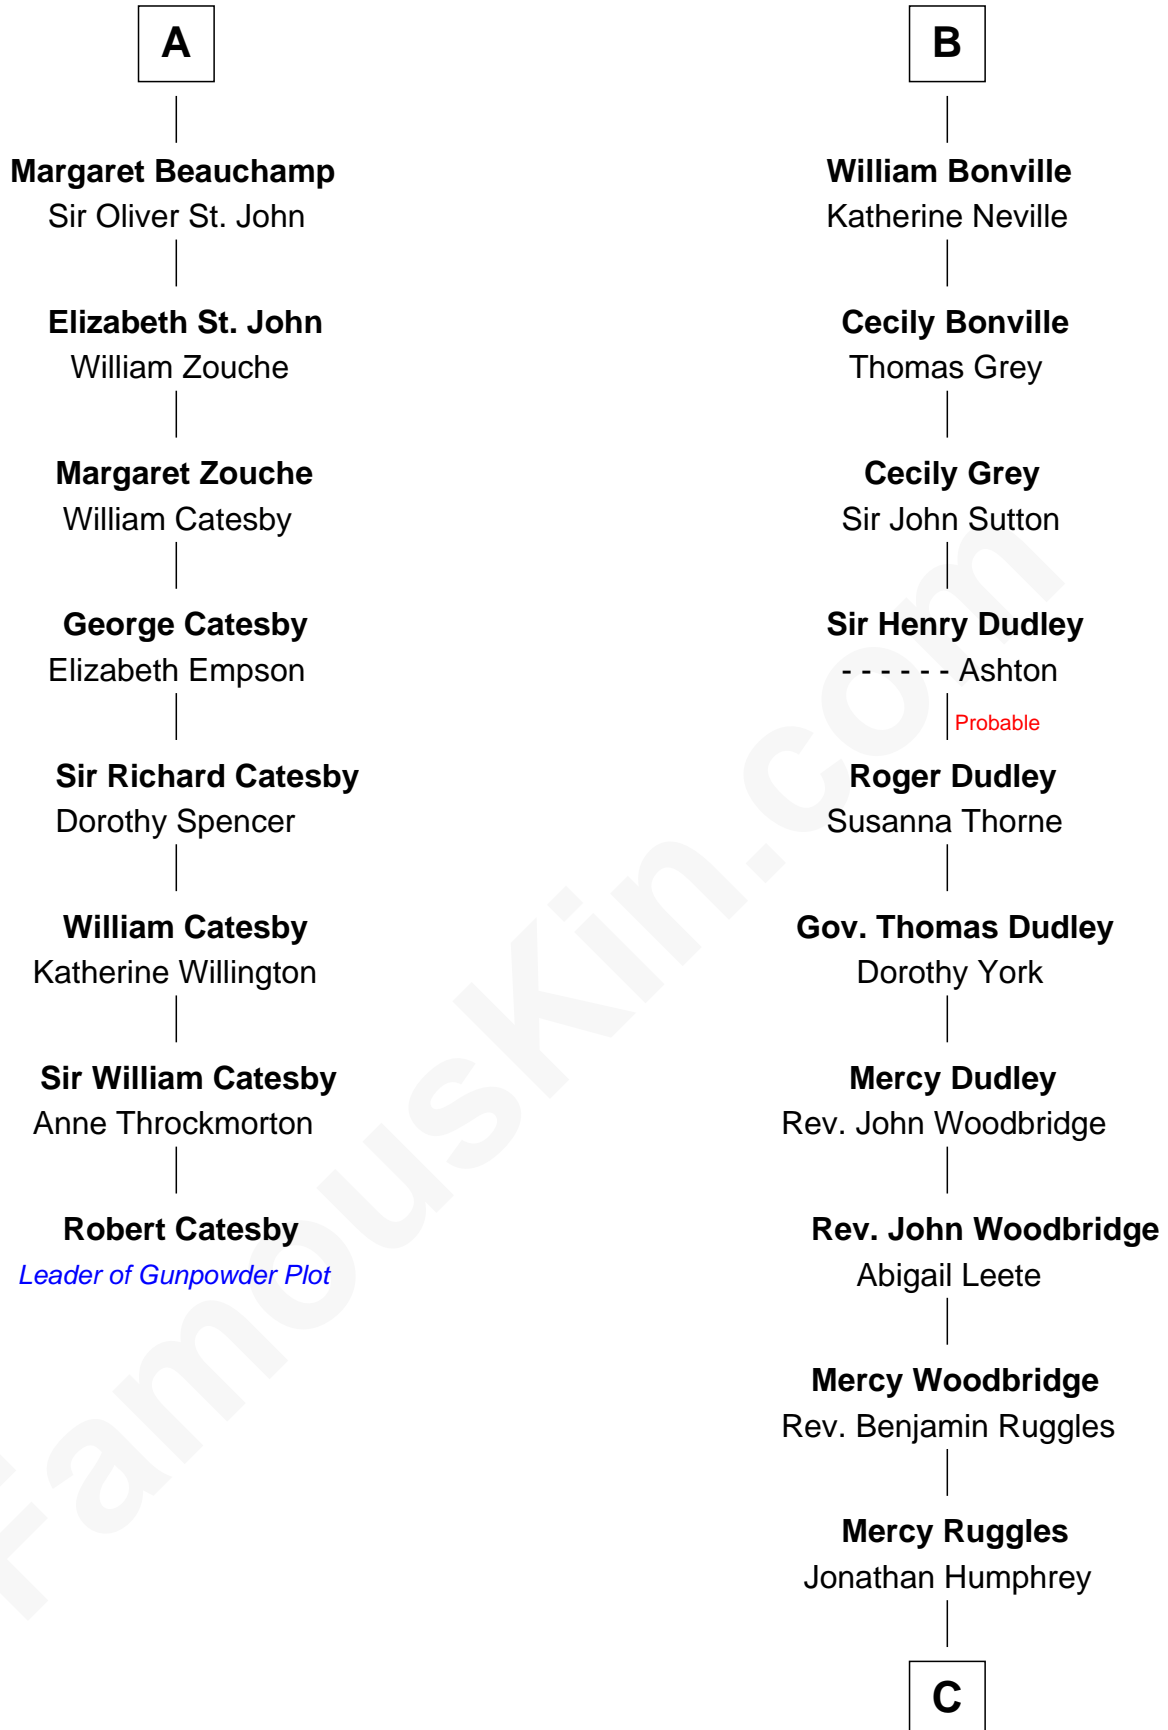 A
Margaret Beauchamp
Sir Oliver St. John
Elizabeth St. John
William Zouche
Margaret Zouche
William Catesby
George Catesby
Elizabeth Empson
Sir Richard Catesby
Dorothy Spencer
William Catesby
Katherine Willington
Sir William Catesby
Anne Throckmorton
Robert Catesby
Leader of Gunpowder Plot
B
William Bonville
Katherine Neville
Cecily Bonville
Thomas Grey
Cecily Grey
Sir John Sutton
Sir Henry Dudley
- - - - - - Ashton
Probable
Roger Dudley
Susanna Thorne
Gov. Thomas Dudley
Dorothy York
Mercy Dudley
Rev. John Woodbridge
Rev. John Woodbridge
Abigail Leete
Mercy Woodbridge
Rev. Benjamin Ruggles
Mercy Ruggles
Jonathan Humphrey
C
FamousKin.com